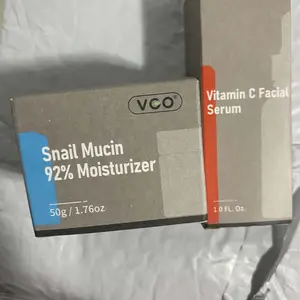 VCO®
Snail Mucin
92% Moisturizer
50g / 1.76oz
Vitamin C Facial
Serum
1.0 fL. Oz.